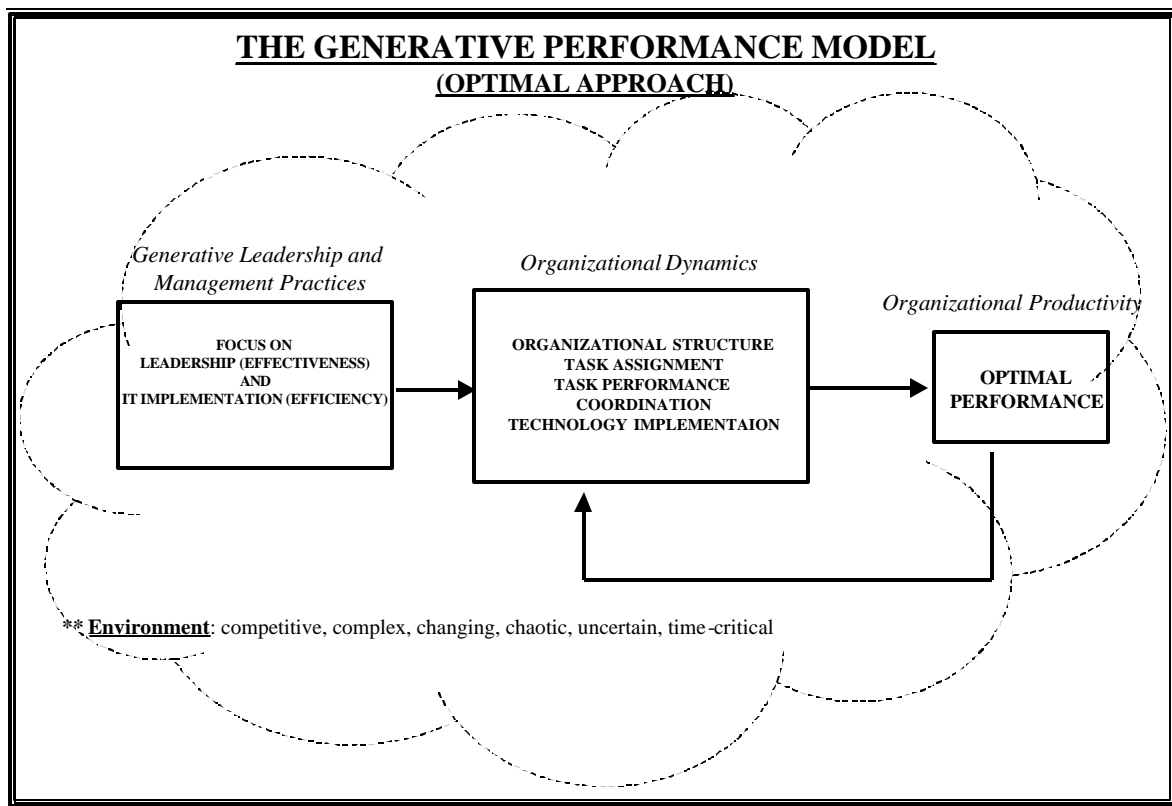 THE GENERATIVE PERFORMANCE MODEL
(OPTIMAL APPROACH)
Generative Leadership and
Management Practices
FOCUS ON
LEADERSHIP (EFFECTIVENESS)
AND
IT IMPLEMENTATION (EFFICIENCY)
Organizational Dynamics
ORGANIZATIONAL STRUCTURE
TASK ASSIGNMENT
TASK PERFORMANCE
COORDINATION
TECHNOLOGY IMPLEMENTAION
Organizational Productivity
OPTIMAL
PERFORMANCE
** Environment: competitive, complex, changing, chaotic, uncertain, time-critical